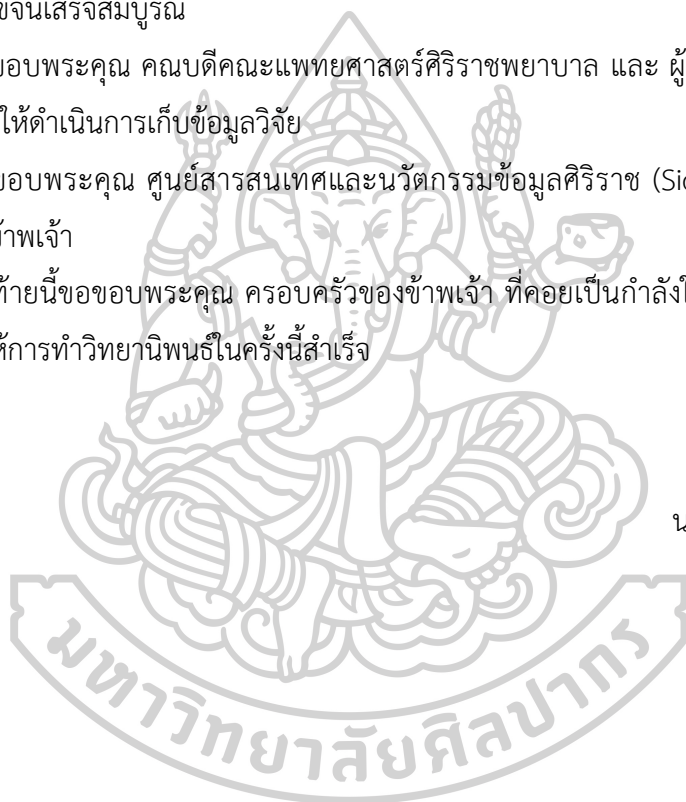 ขจนเสร็จสมบูรณ์
ขอบพระคุณ คณบดีคณะแพทยศาสตร์ศิริราชพยาบาล และ ผู้
ให้ดำเนินการเก็บข้อมูลวิจัย
ขอบพระคุณ ศูนย์สารสนเทศและนวัตกรรมข้อมูลศิริราช (Sic
ข้าพเจ้า
ท้ายนี้ขอขอบพระคุณ ครอบครัวของข้าพเจ้า ที่คอยเป็นกำลังใ
ห้การทำวิทยานิพนธ์ในครั้งนี้สำเร็จ
น
มหาวิทยาลัยศิลปากร